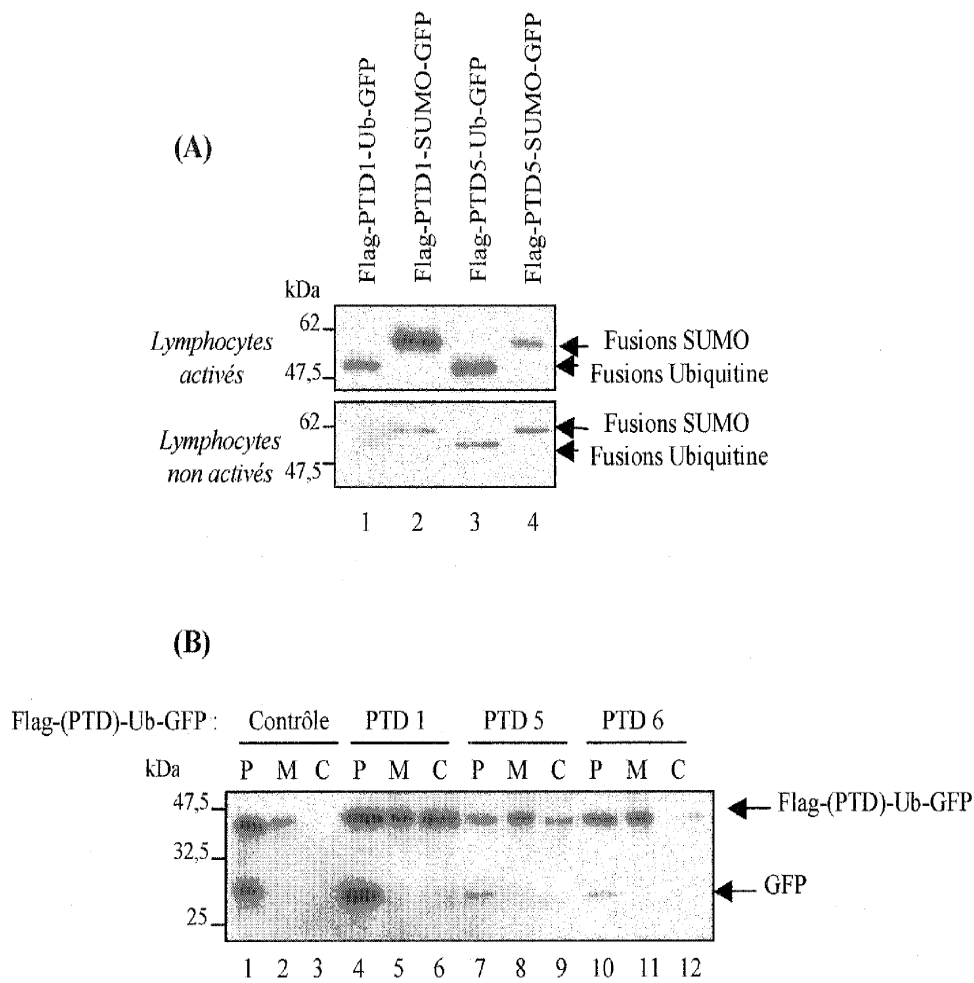 (A)
Flag-PTD1-Ub-GFP
Flag-PTD1-SUMO-GFP
Flag-PTD5-Ub-GFP
Flag-PTD5-SUMO-GFP
kDa
Lymphocytes
activés
62
47,5
Fusions SUMO
Fusions Ubiquitine
Lymphocytes
non activés
62
47,5
Fusions SUMO
Fusions Ubiquitine
1 2 3 4
(B)
Flag-(PTD)-Ub-GFP : Contrôle PTD 1 PTD 5 PTD 6
kDa P M C P M C P M C P M C
47,5
Flag-(PTD)-Ub-GFP
32,5
GFP
25
1 2 3 4 5 6 7 8 9 10 11 12